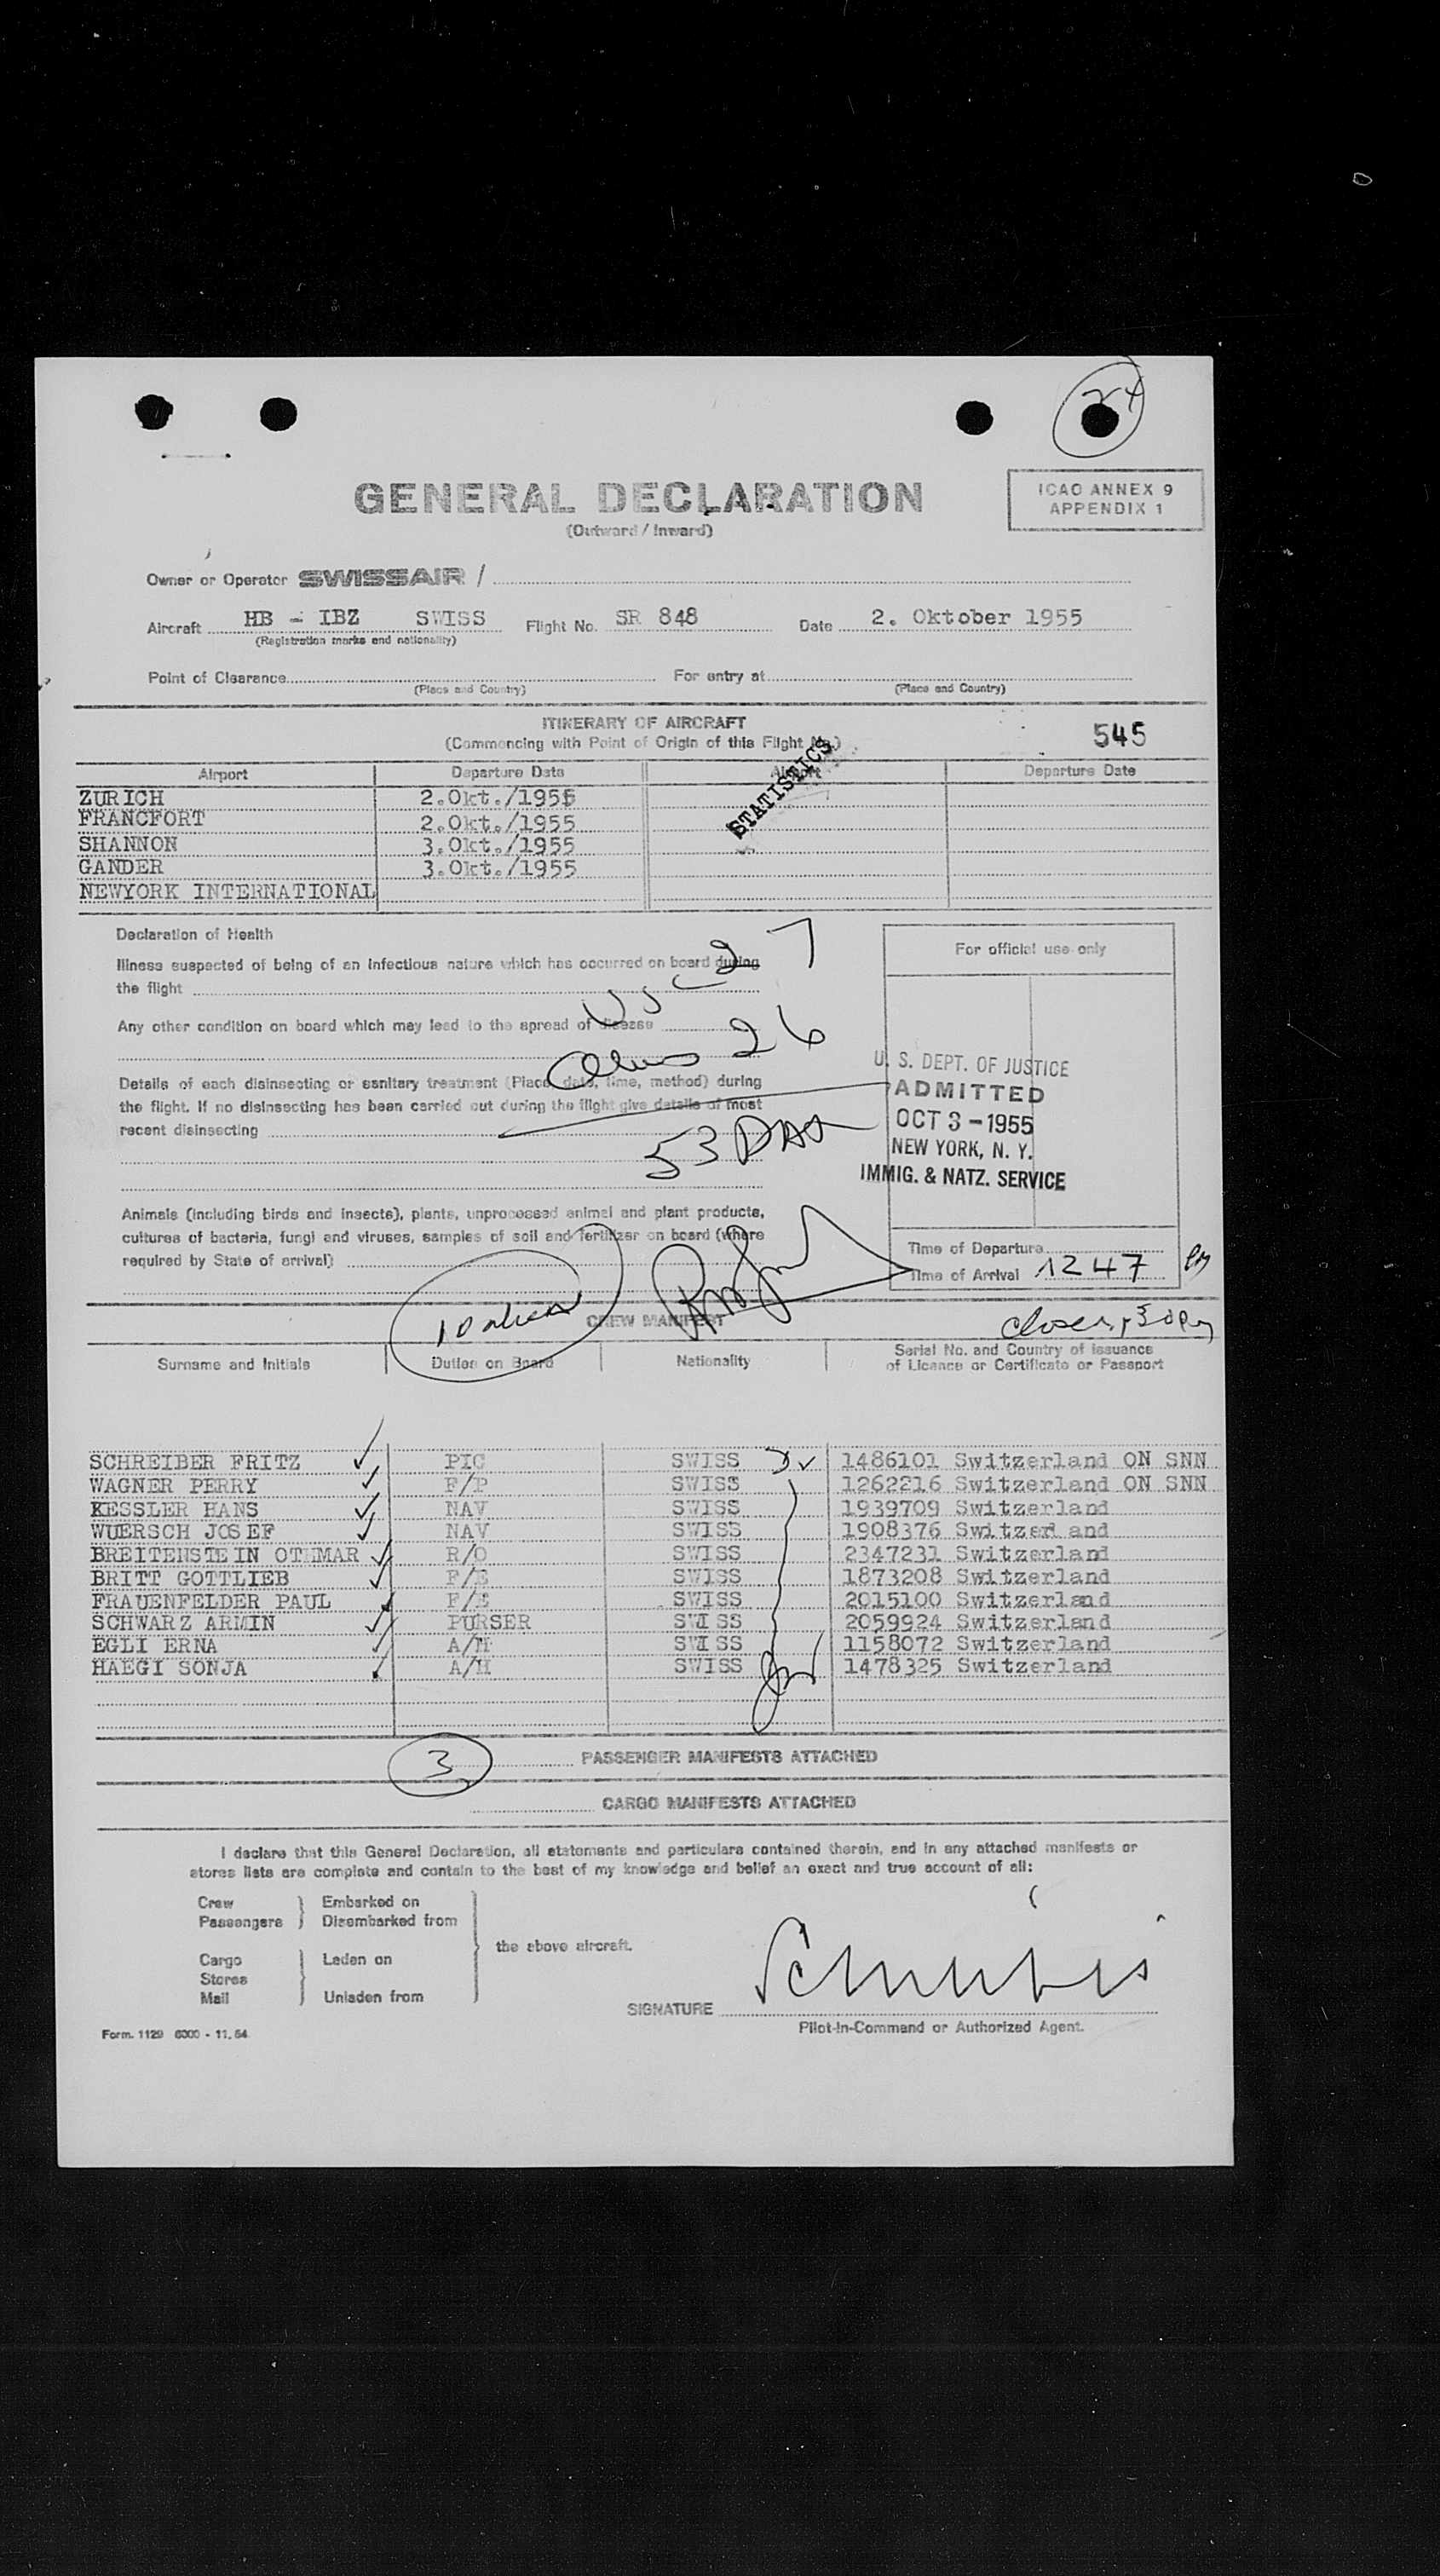 24
GENERAL DECLARATION
(Outward / Inward)
ICAO ANNEX 9
APPENDIX 1
Owner or Operator SWISSAIR /
Aircraft HB - IBZ SWISS Flight No. SR 848 Date 2. Oktober 1955
(Registration marks and nationality)
Point of Clearance For entry at
(Place and Country) (Place and Country)
ITINERARY OF AIRCRAFT
(Commencing with Point of Origin of this Flight No.)
545
STATISTICS
Airport Departure Date Airport Departure Date
ZURICH 2.Okt./1955
FRANCFORT 2.Okt./1955
SHANNON 3.Okt./1955
GANDER 3.Okt./1955
NEWYORK INTERNATIONAL
Declaration of Health
Illness suspected of being of an infectious nature which has occurred on board during
the flight
USC 27
Any other condition on board which may lead to the spread of disease
Aliens 26
Details of each disinsecting or sanitary treatment (Place, date, time, method) during
the flight. If no disinsecting has been carried out during the flight give details of most
recent disinsecting
53 PAX
Animals (including birds and insects), plants, unprocessed animal and plant products,
cultures of bacteria, fungi and viruses, samples of soil and fertilizer on board (where
required by State of arrival)
For official use only
U. S. DEPT. OF JUSTICE
ADMITTED
OCT 3 - 1955
NEW YORK, N. Y.
IMMIG. & NATZ. SERVICE
Time of Departure
Time of Arrival 1247
10 aliens
CREW MANIFEST
Surname and Initials Duties on Board Nationality Serial No. and Country of Issuance
of Licence or Certificate or Passport
SCHREIBER FRITZ PIC SWISS 1486101 Switzerland ON SNN
WAGNER PERRY F/P SWISS 1262216 Switzerland ON SNN
KESSLER HANS NAV SWISS 1939709 Switzerland
WUERSCH JOSEF NAV SWISS 1908376 Switzerl and
BREITENSTEIN OTHMAR R/O SWISS 2347231 Switzerland
BRITT GOTTLIEB F/E SWISS 1873208 Switzerland
FRAUENFELDER PAUL F/E SWISS 2015100 Switzerland
SCHWARZ ARMIN PURSER SWISS 2059924 Switzerland
EGLI ERNA A/H SWISS 1158072 Switzerland
HAEGI SONJA A/H SWISS 1478325 Switzerland
3 PASSENGER MANIFESTS ATTACHED
CARGO MANIFESTS ATTACHED
I declare that this General Declaration, all statements and particulars contained therein, and in any attached manifests or
stores lists are complete and contain to the best of my knowledge and belief an exact and true account of all:
Crew Embarked on
Passengers Disembarked from
the above aircraft.
Cargo Laden on
Stores
Mail Unladen from
SIGNATURE Schreiber
Pilot-in-Command or Authorized Agent.
Form. 1129 6000 - 11. 54